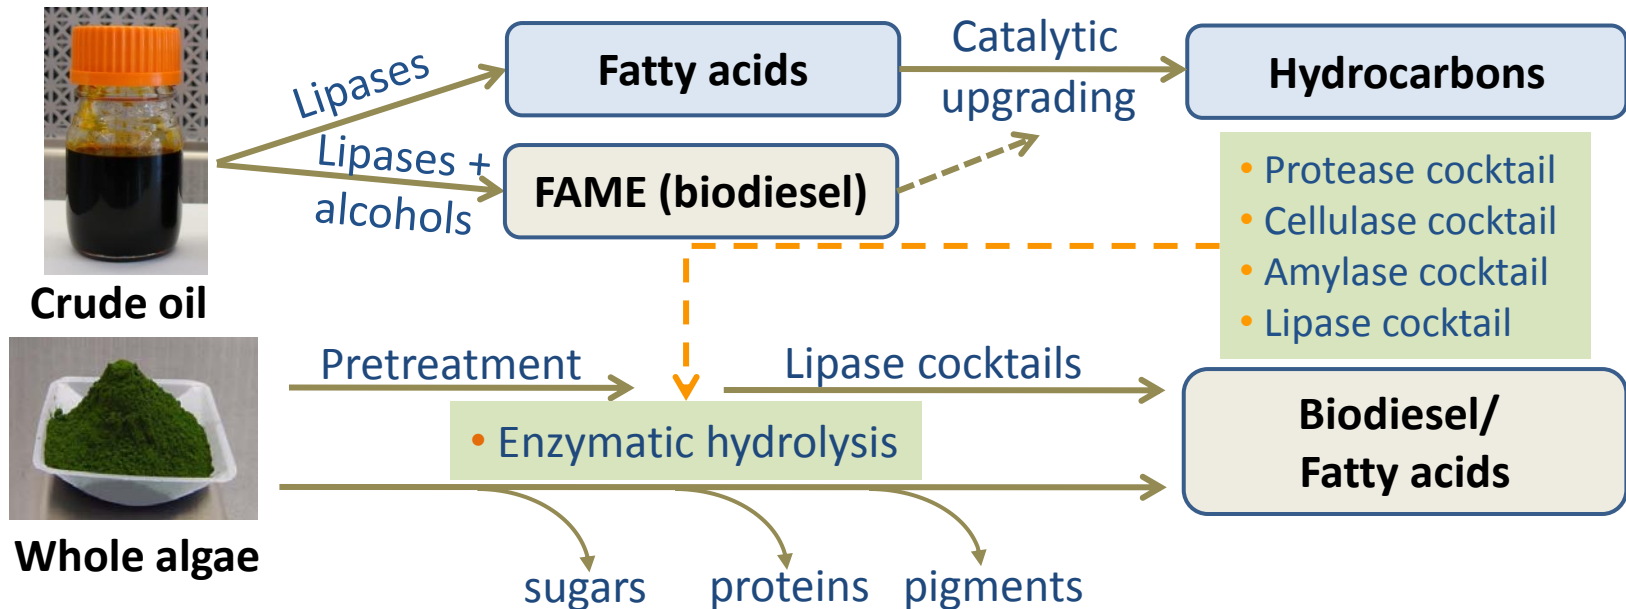 Lipases
Fatty acids
Catalytic
upgrading
Hydrocarbons
Lipases +
alcohols
FAME (biodiesel)
• Protease cocktail
• Cellulase cocktail
• Amylase cocktail
• Lipase cocktail
Crude oil
Pretreatment
Lipase cocktails
• Enzymatic hydrolysis
Biodiesel/
Fatty acids
Whole algae
sugars
proteins
pigments